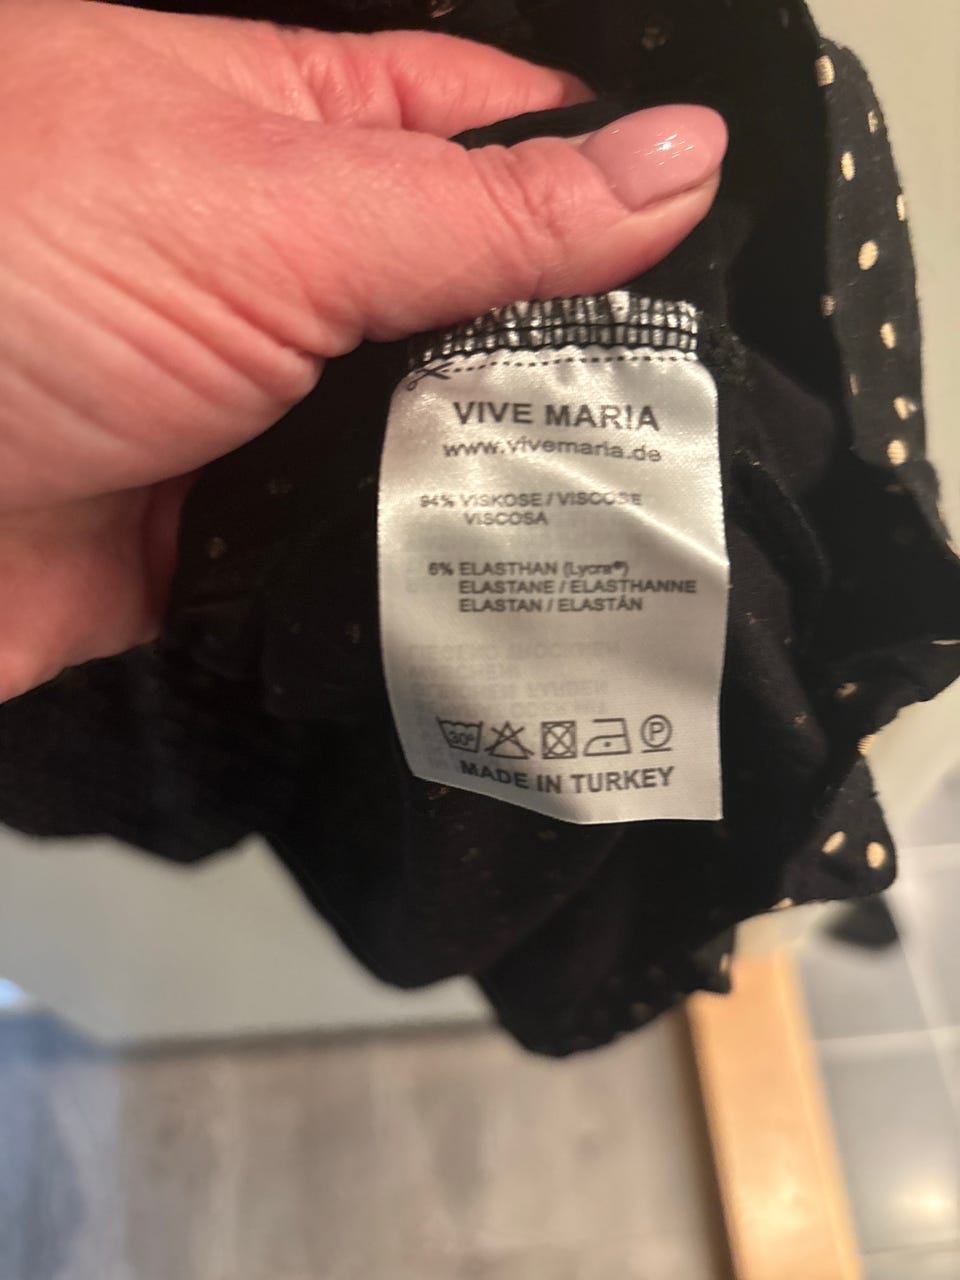 VIVE MARIA
www.vivemaria.de
94% VISKOSE / VISCOSE
VISCOSA
6% ELASTHAN (Lycra®)
ELASTANE / ELASTHANNE
ELASTAN / ELASTÁN
30°
P
MADE IN TURKEY